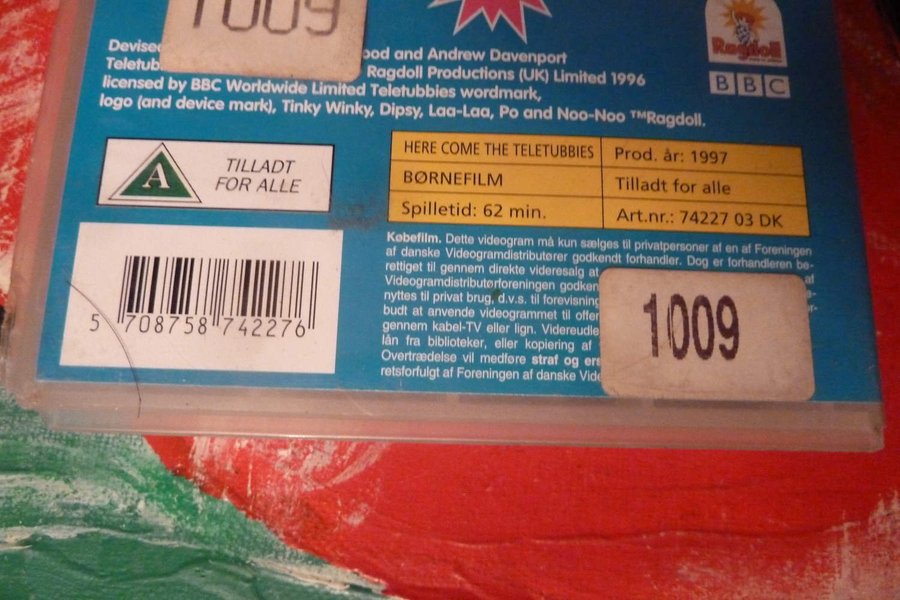 1009
Devised ood and Andrew Davenport
Teletub Ragdoll Productions (UK) Limited 1996
licensed by BBC Worldwide Limited Teletubbies wordmark,
logo (and device mark), Tinky Winky, Dipsy, Laa-Laa, Po and Noo-Noo ™Ragdoll.
Ragdoll
BBC
A
TILLADT
FOR ALLE
HERE COME THE TELETUBBIES Prod. år: 1997
BØRNEFILM Tilladt for alle
Spilletid: 62 min. Art.nr.: 74227 03 DK
5 708758 742276
Købefilm. Dette videogram må kun sælges til privatpersoner af en af Foreningen
af danske Videogramdistributører godkendt forhandler. Dog er forhandleren be-
rettiget til gennem direkte videresalg at af
Videogramdistributørforeningen godken
nyttes til privat brug, d.v.s. til forevisning
budt at anvende videogrammet til offer
gennem kabel-TV eller lign. Videreudle
lån fra biblioteker, eller kopiering af
Overtrædelse vil medføre straf og ers
retsforfulgt af Foreningen af danske Vide
1009